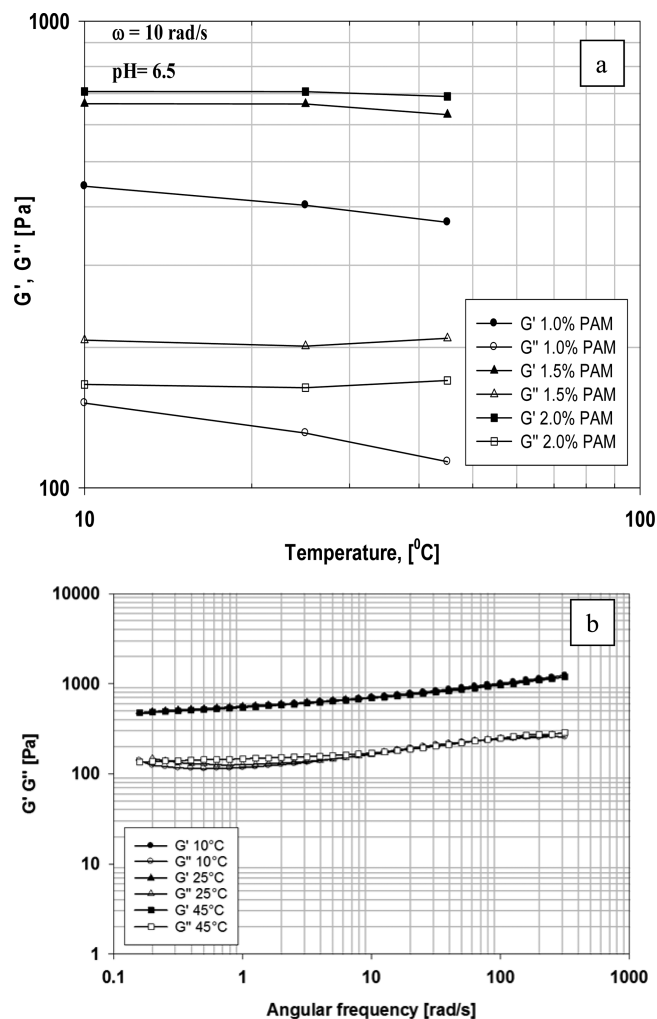 1000
ω = 10 rad/s
a
pH= 6.5
G', G'' [Pa]
G' 1.0% PAM
G'' 1.0% PAM
G' 1.5% PAM
G'' 1.5% PAM
G' 2.0% PAM
G'' 2.0% PAM
100
10
100
Temperature, [⁰C]
10000
b
1000
G' G'' [Pa]
100
10
G' 10°C
G'' 10°C
G' 25°C
G'' 25°C
G' 45°C
G'' 45°C
1
0.1
1
10
100
1000
Angular frequency [rad/s]